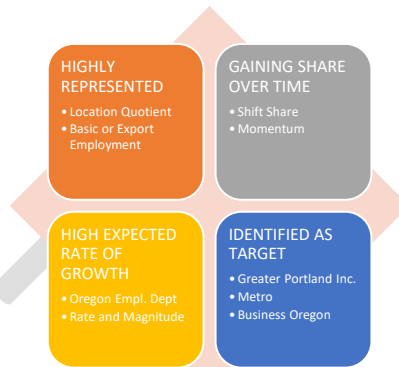 HIGHLY
REPRESENTED
• Location Quotient
• Basic or Export
Employment
GAINING SHARE
OVER TIME
• Shift Share
• Momentum
HIGH EXPECTED
RATE OF
GROWTH
• Oregon Empl. Dept
• Rate and Magnitude
IDENTIFIED AS
TARGET
• Greater Portland Inc.
• Metro
• Business Oregon